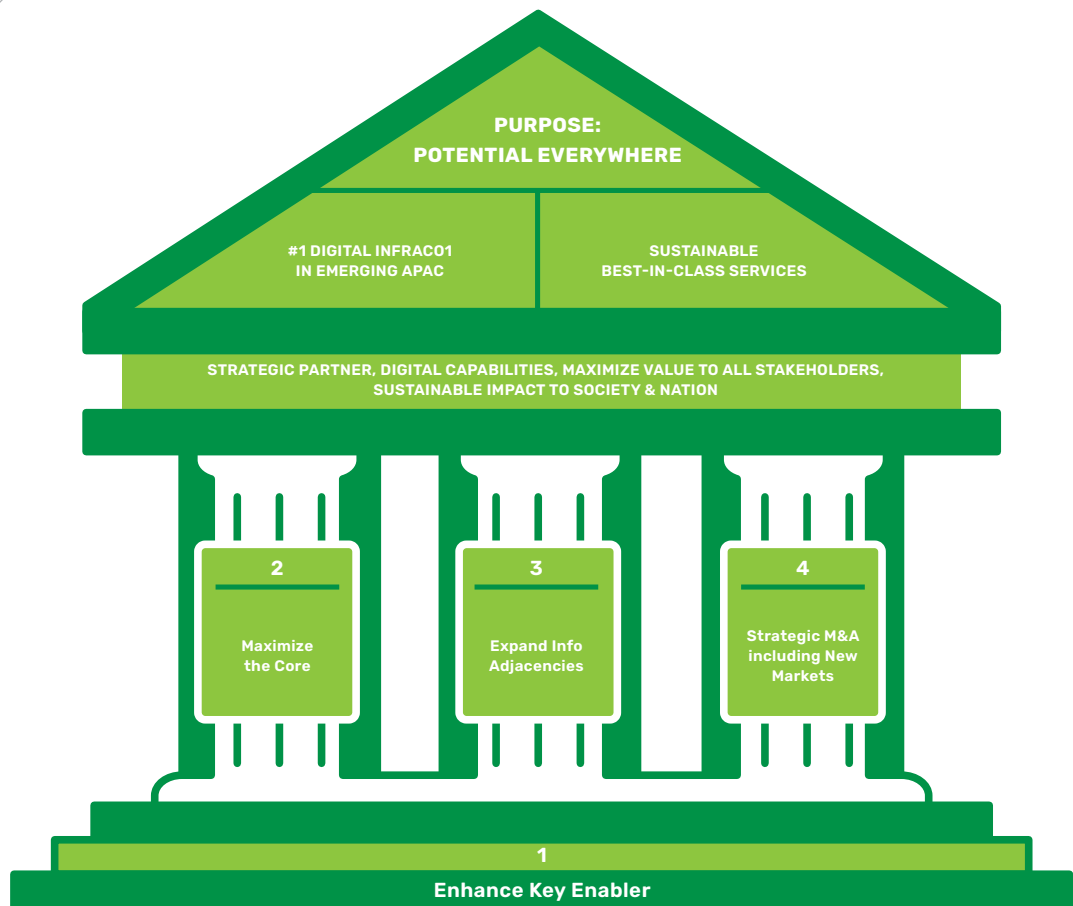 PURPOSE:
POTENTIAL EVERYWHERE
#1 DIGITAL INFRACO1
IN EMERGING APAC
SUSTAINABLE
BEST-IN-CLASS SERVICES
STRATEGIC PARTNER, DIGITAL CAPABILITIES, MAXIMIZE VALUE TO ALL STAKEHOLDERS,
SUSTAINABLE IMPACT TO SOCIETY & NATION
2
Maximize
the Core
3
Expand Info
Adjacencies
4
Strategic M&A
including New
Markets
1
Enhance Key Enabler